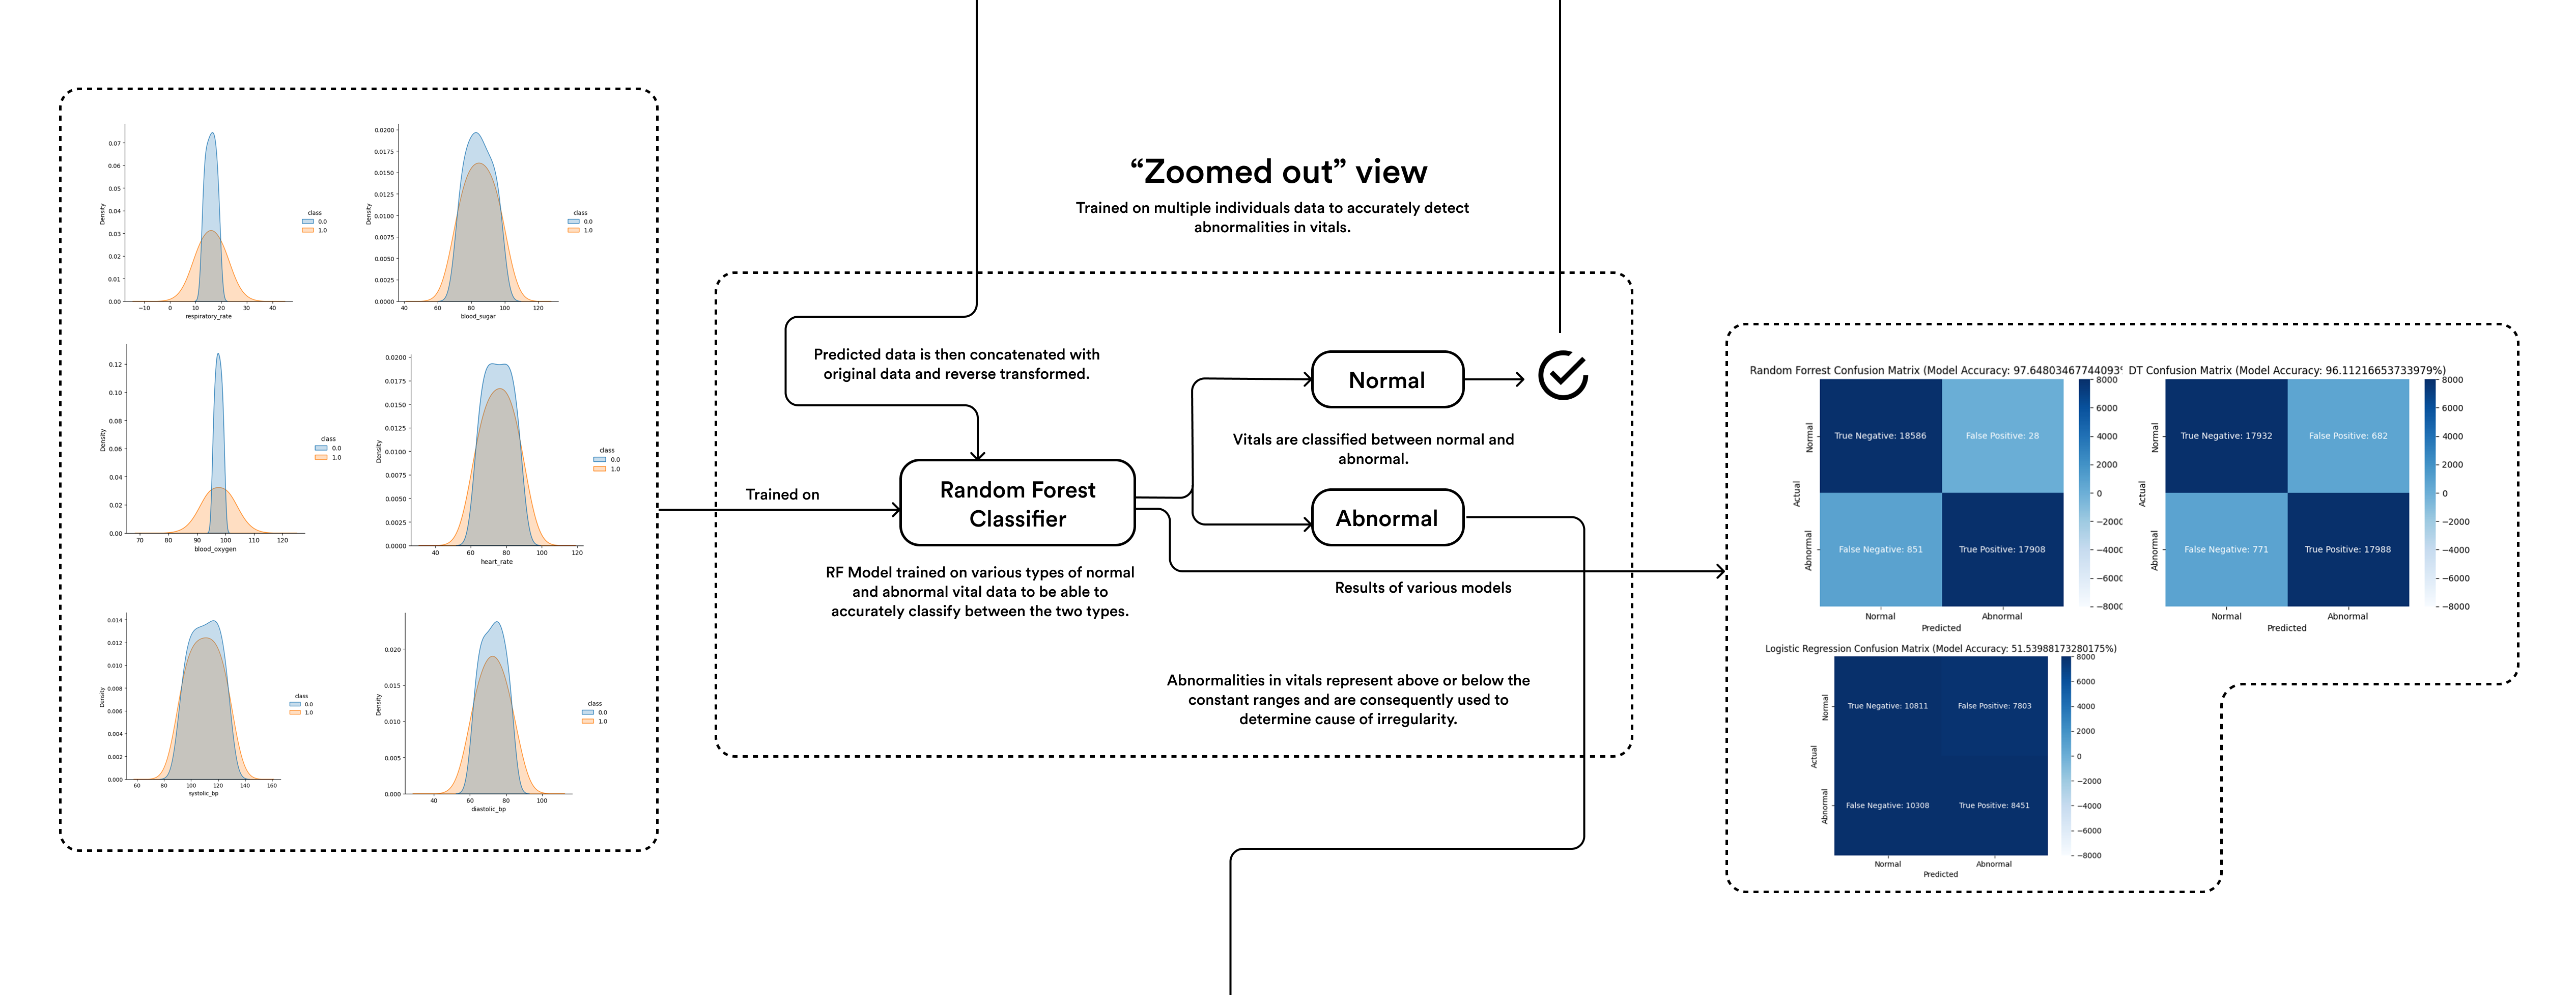 0.07
0.06
0.05
0.04
0.03
0.02
0.01
0.00
Density
−10 0 10 20 30 40
respiratory_rate
class
0.0
1.0
0.0200
0.0175
0.0150
0.0125
0.0100
0.0075
0.0050
0.0025
0.0000
Density
40 60 80 100 120
blood_sugar
class
0.0
1.0
0.12
0.10
0.08
0.06
0.04
0.02
0.00
Density
70 80 90 100 110 120
blood_oxygen
class
0.0
1.0
0.0200
0.0175
0.0150
0.0125
0.0100
0.0075
0.0050
0.0025
0.0000
Density
40 60 80 100 120
heart_rate
class
0.0
1.0
0.014
0.012
0.010
0.008
0.006
0.004
0.002
0.000
Density
60 80 100 120 140 160
systolic_bp
class
0.0
1.0
0.020
0.015
0.010
0.005
0.000
Density
40 60 80 100
diastolic_bp
class
0.0
1.0
“Zoomed out” view
Trained on multiple individuals data to accurately detect
abnormalities in vitals.
Predicted data is then concatenated with
original data and reverse transformed.
Trained on
Random Forest
Classifier
RF Model trained on various types of normal
and abnormal vital data to be able to
accurately classify between the two types.
Normal
Vitals are classified between normal and
abnormal.
Abnormal
Results of various models
Abnormalities in vitals represent above or below the
constant ranges and are consequently used to
determine cause of irregularity.
Random Forrest Confusion Matrix (Model Accuracy: 97.64803467744093
True Negative: 18586 False Positive: 28
False Negative: 851 True Positive: 17908
Normal
Abnormal
Actual
Normal Abnormal
Predicted
8000
6000
4000
2000
0
−2000
−4000
−6000
−8000
DT Confusion Matrix (Model Accuracy: 96.11216653733979%)
True Negative: 17932 False Positive: 682
False Negative: 771 True Positive: 17988
Normal
Abnormal
Actual
Normal Abnormal
Predicted
8000
6000
4000
2000
0
−2000
−4000
−6000
−8000
Logistic Regression Confusion Matrix (Model Accuracy: 51.53988173280175%)
True Negative: 10811 False Positive: 7803
False Negative: 10308 True Positive: 8451
Normal
Abnormal
Actual
Normal Abnormal
Predicted
8000
6000
4000
2000
0
−2000
−4000
−6000
−8000